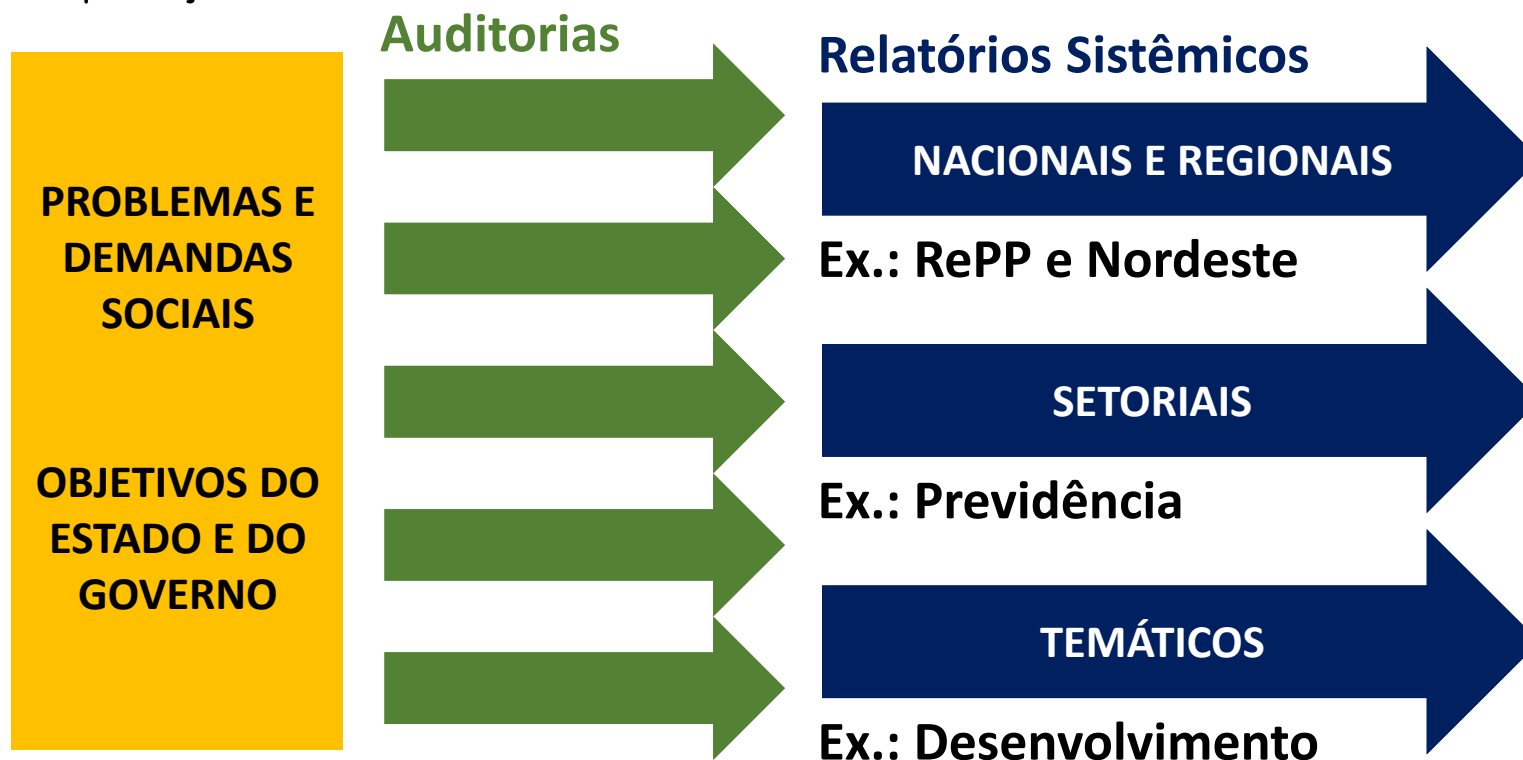 PROBLEMAS E
DEMANDAS
SOCIAIS
OBJETIVOS DO
ESTADO E DO
GOVERNO
Auditorias
Relatórios Sistêmicos
NACIONAIS E REGIONAIS
Ex.: RePP e Nordeste
SETORIAIS
Ex.: Previdência
TEMÁTICOS
Ex.: Desenvolvimento